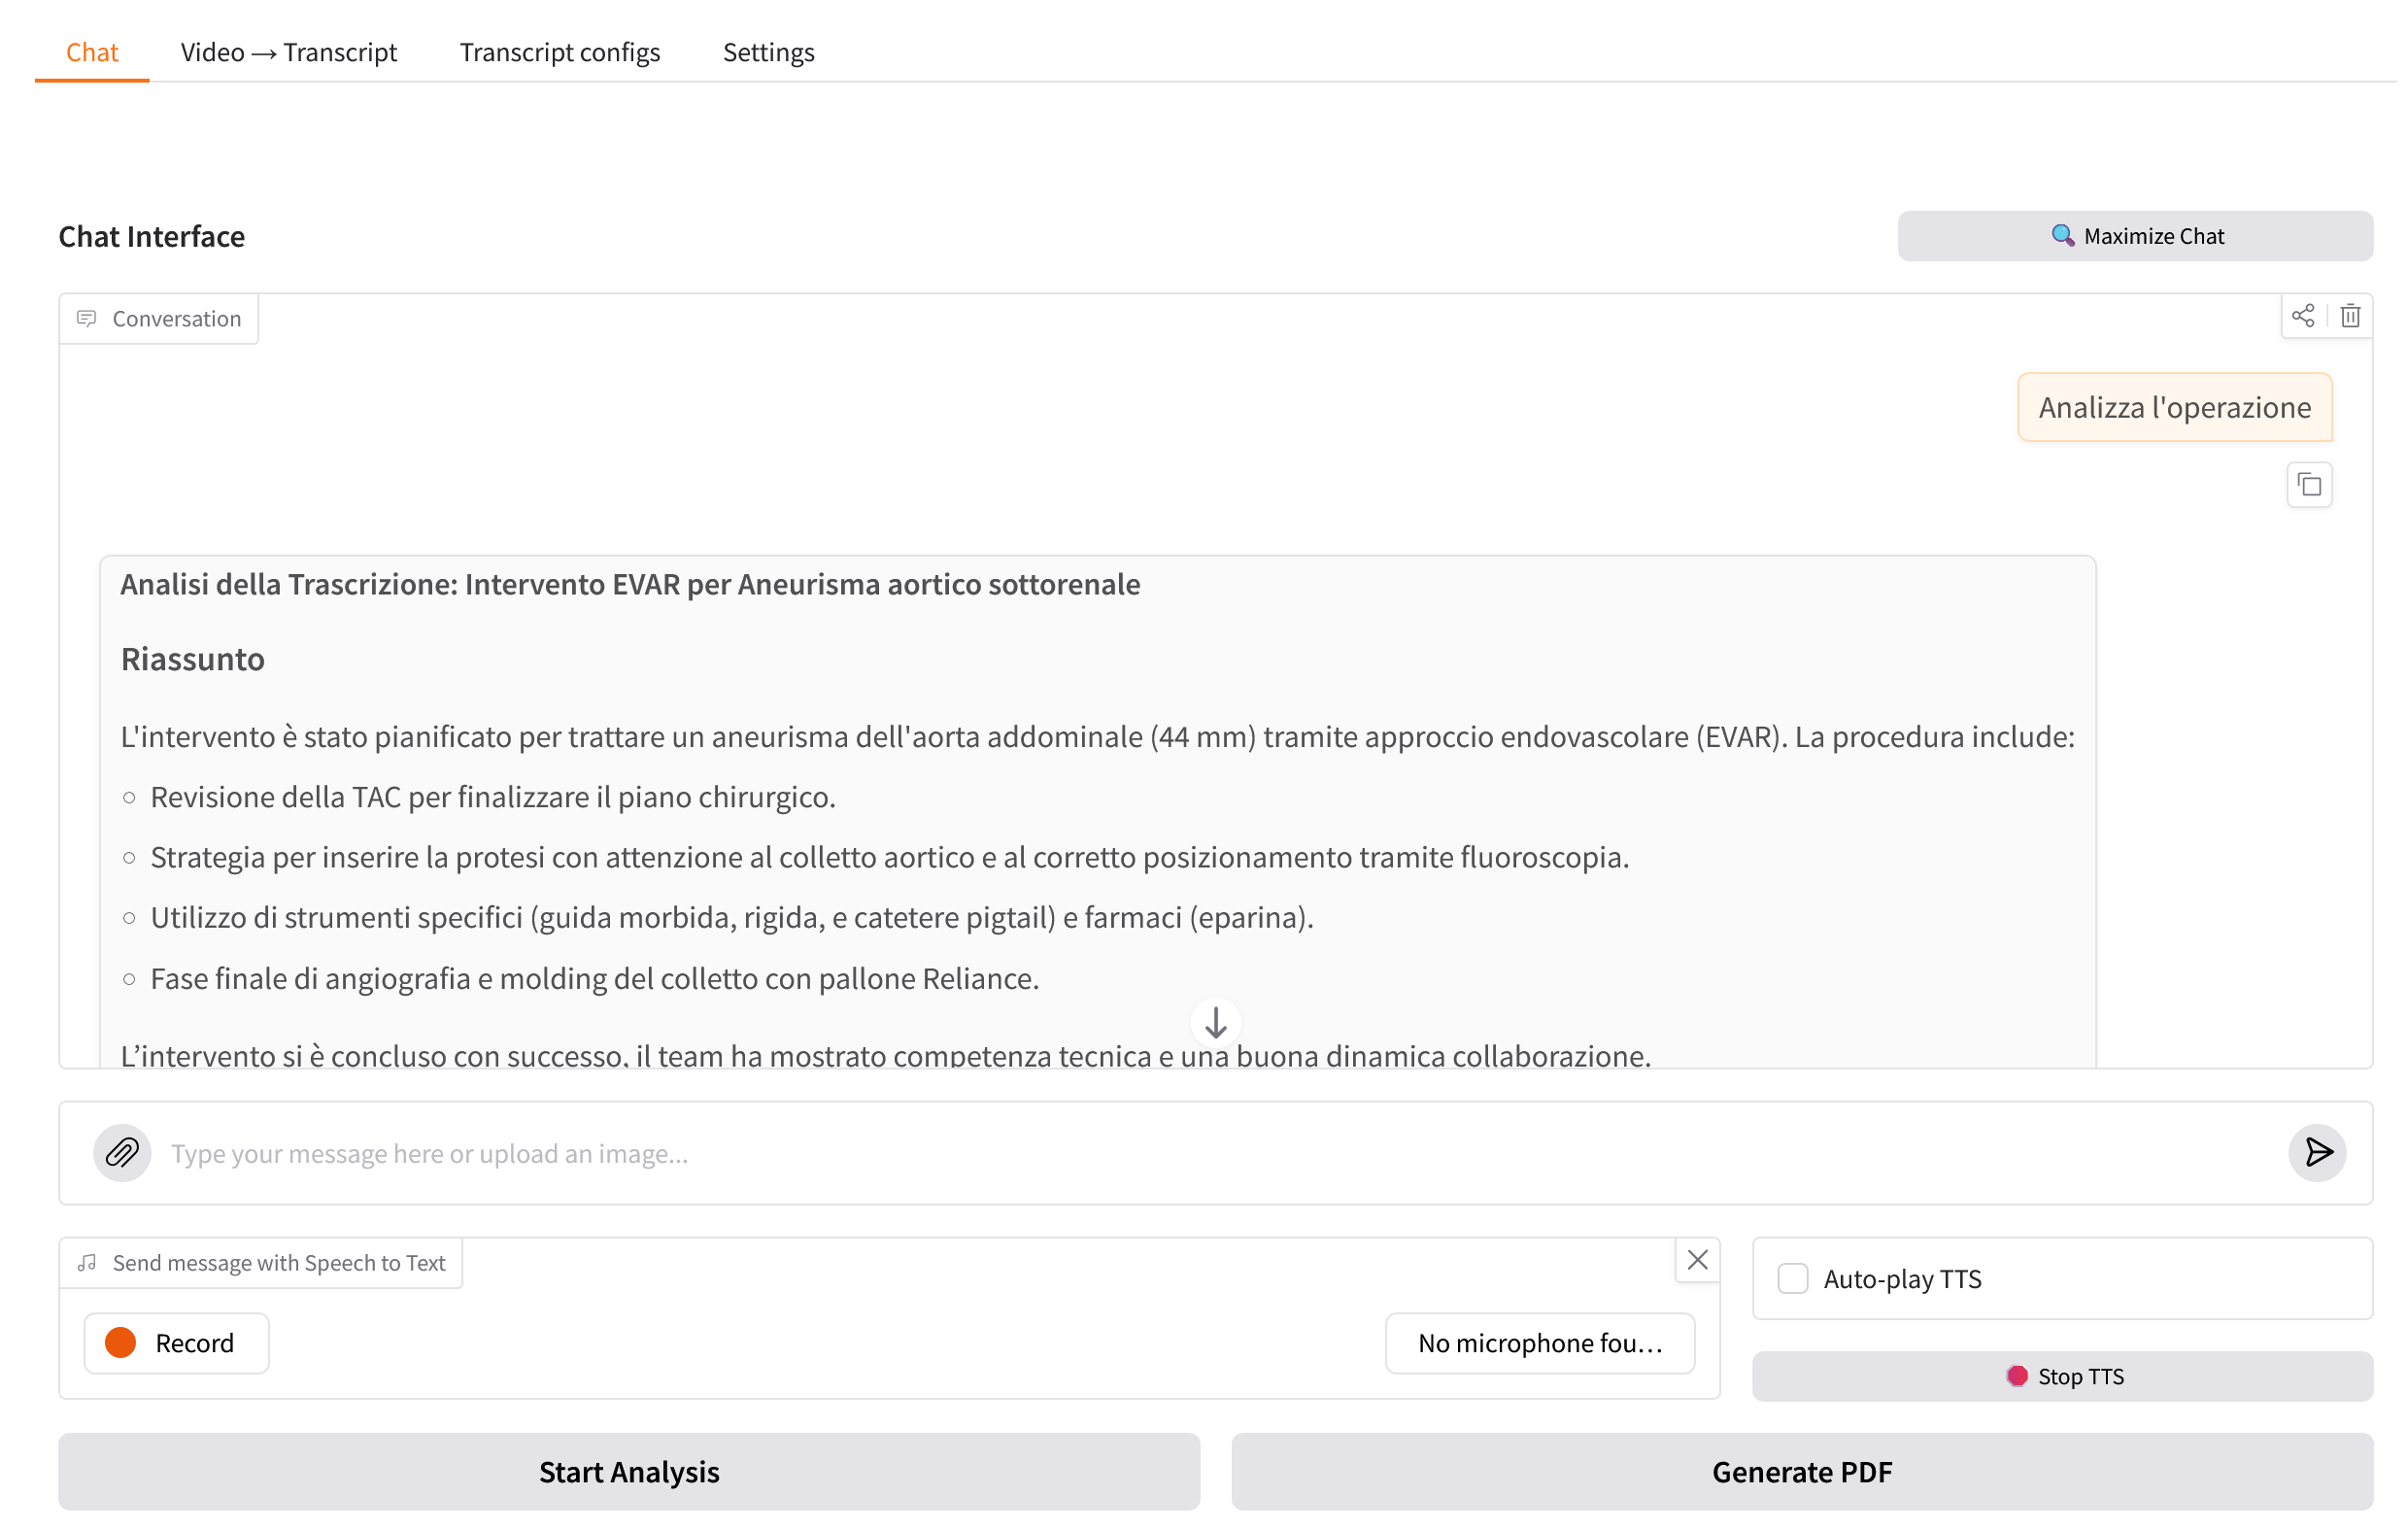 Chat Video → Transcript Transcript configs Settings
Chat Interface
Maximize Chat
Conversation
Analizza l'operazione
Analisi della Trascrizione: Intervento EVAR per Aneurisma aortico sottorenale
Riassunto
L'intervento è stato pianificato per trattare un aneurisma dell'aorta addominale (44 mm) tramite approccio endovascolare (EVAR). La procedura include:
Revisione della TAC per finalizzare il piano chirurgico.
Strategia per inserire la protesi con attenzione al colletto aortico e al corretto posizionamento tramite fluoroscopia.
Utilizzo di strumenti specifici (guida morbida, rigida, e catetere pigtail) e farmaci (eparina).
Fase finale di angiografia e molding del colletto con pallone Reliance.
L’intervento si è concluso con successo, il team ha mostrato competenza tecnica e una buona dinamica collaborazione.
Type your message here or upload an image...
Send message with Speech to Text
Record
No microphone fou...
Auto-play TTS
Stop TTS
Start Analysis
Generate PDF